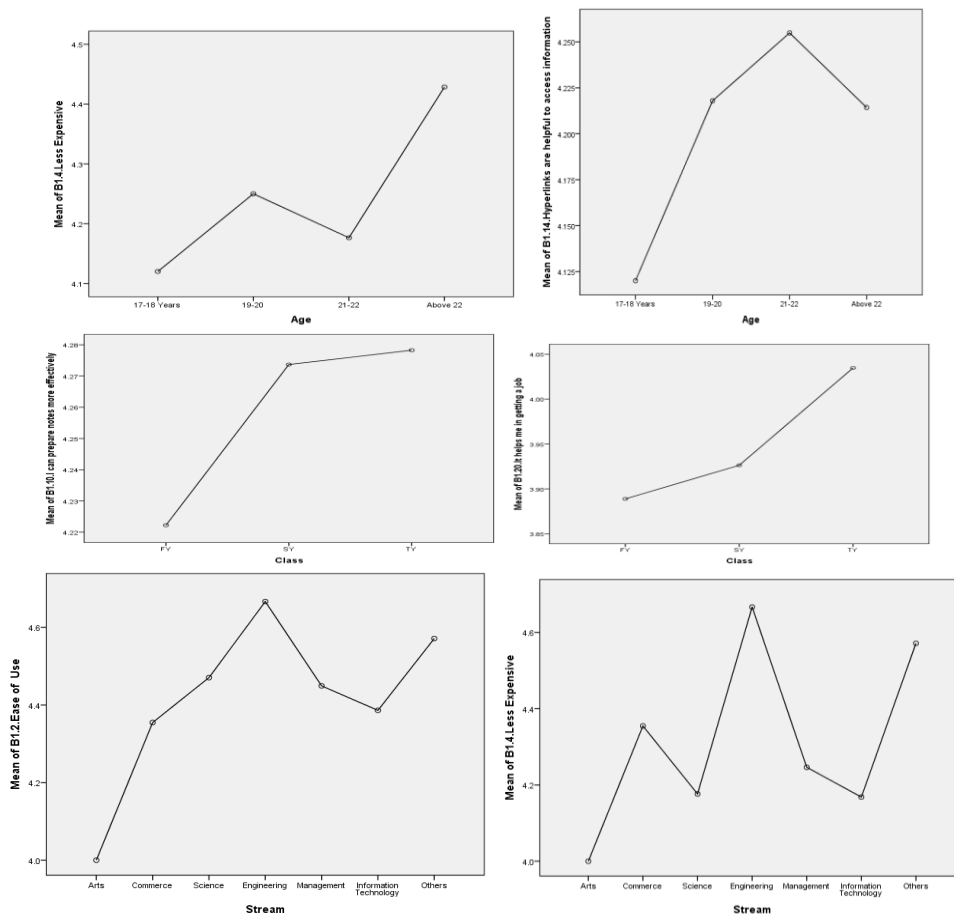 Mean of B1.4.Less Expensive
4.5
4.4
4.3
4.2
4.1
17-18 Years
19-20
21-22
Above 22
Age
Mean of B1.14.Hyperlinks are helpful to access information
4.250
4.225
4.200
4.175
4.150
4.125
17-18 Years
19-20
21-22
Above 22
Age
Mean of B1.10.I can prepare notes more effectively
4.28
4.27
4.26
4.25
4.24
4.23
4.22
FY
SY
TY
Class
Mean of B1.20.It helps me in getting a job
4.05
4.00
3.95
3.90
3.85
FY
SY
TY
Class
Mean of B1.2.Ease of Use
4.6
4.4
4.2
4.0
Arts
Commerce
Science
Engineering
Management
Information
Technology
Others
Stream
Mean of B1.4.Less Expensive
4.6
4.4
4.2
4.0
Arts
Commerce
Science
Engineering
Management
Information
Technology
Others
Stream